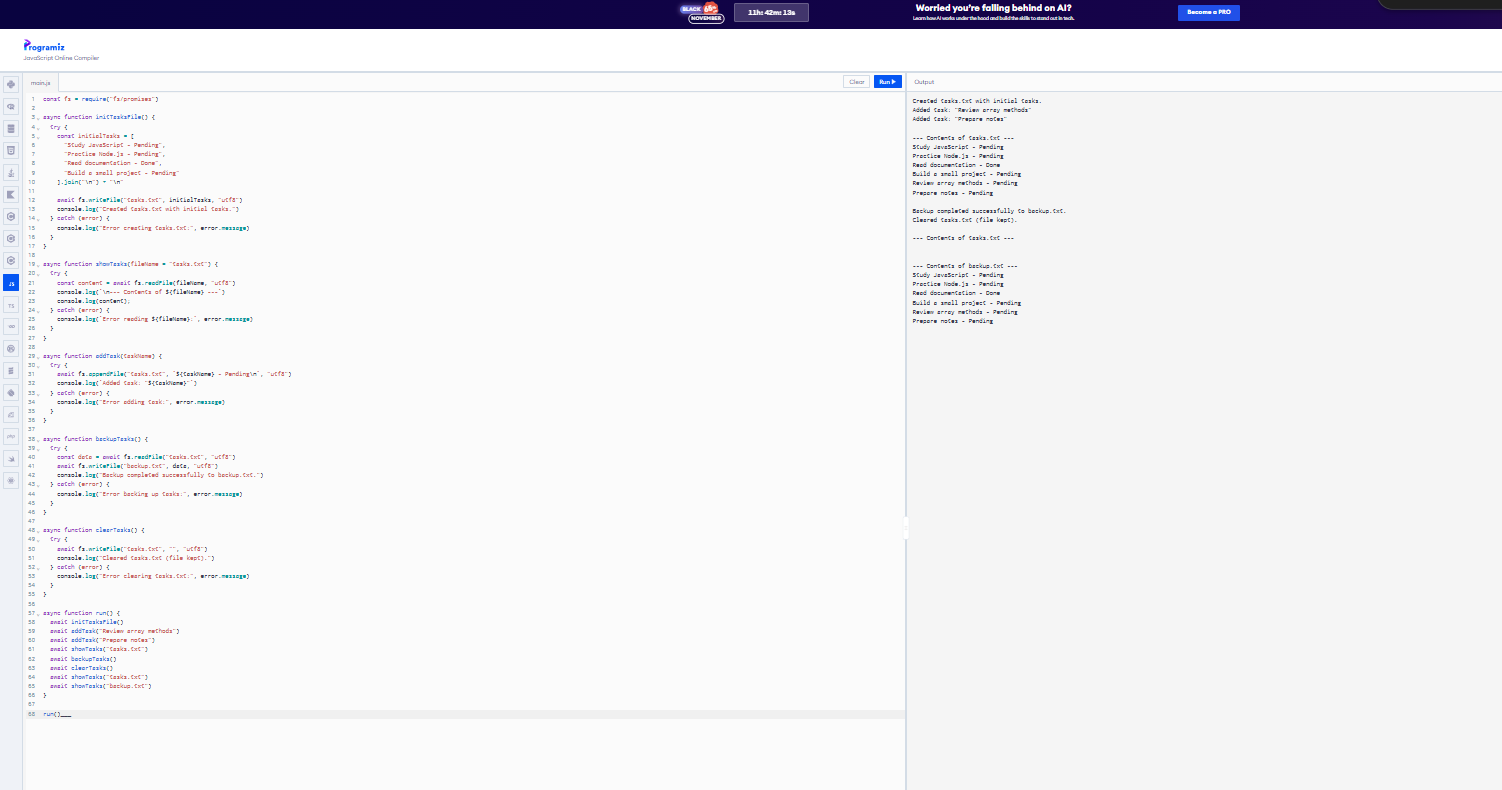 BLACK 60%
NOVEMBER
11h: 42m: 13s
Worried you're falling behind on AI?
Learn how AI works under the hood and build the skills to stand out in tech.
Become a PRO
Programiz
JavaScript Online Compiler
main.js
Clear
Run
Output
1 const fs = require("fs/promises")
2
3 async function initTasksFile() {
4 try {
5 const initialTasks = [
6 "Study JavaScript - Pending",
7 "Practice Node.js - Pending",
8 "Read documentation - Done",
9 "Build a small project - Pending"
10 ].join("\n") + "\n"
11
12 await fs.writeFile("tasks.txt", initialTasks, "utf8")
13 console.log("Created tasks.txt with initial tasks.")
14 } catch (error) {
15 console.log("Error creating tasks.txt:", error.message)
16 }
17 }
18
19 async function showTasks(fileName = "tasks.txt") {
20 try {
21 const content = await fs.readFile(fileName, "utf8")
22 console.log(`\n--- Contents of ${fileName} ---`)
23 console.log(content);
24 } catch (error) {
25 console.log(`Error reading ${fileName}:`, error.message)
26 }
27 }
28
29 async function addTask(taskName) {
30 try {
31 await fs.appendFile("tasks.txt", `${taskName} - Pending\n`, "utf8")
32 console.log(`Added task: "${taskName}"`)
33 } catch (error) {
34 console.log("Error adding task:", error.message)
35 }
36 }
37
38 async function backupTasks() {
39 try {
40 const data = await fs.readFile("tasks.txt", "utf8")
41 await fs.writeFile("backup.txt", data, "utf8")
42 console.log("Backup completed successfully to backup.txt.")
43 } catch (error) {
44 console.log("Error backing up tasks:", error.message)
45 }
46 }
47
48 async function clearTasks() {
49 try {
50 await fs.writeFile("tasks.txt", "", "utf8")
51 console.log("Cleared tasks.txt (file kept).")
52 } catch (error) {
53 console.log("Error clearing tasks.txt:", error.message)
54 }
55 }
56
57 async function run() {
58 await initTasksFile()
59 await addTask("Review array methods")
60 await addTask("Prepare notes")
61 await showTasks("tasks.txt")
62 await backupTasks()
63 await clearTasks()
64 await showTasks("tasks.txt")
65 await showTasks("backup.txt")
66 }
67
68 run()___
Created tasks.txt with initial tasks.
Added task: "Review array methods"
Added task: "Prepare notes"
--- Contents of tasks.txt ---
Study JavaScript - Pending
Practice Node.js - Pending
Read documentation - Done
Build a small project - Pending
Review array methods - Pending
Prepare notes - Pending
Backup completed successfully to backup.txt.
Cleared tasks.txt (file kept).
--- Contents of tasks.txt ---
--- Contents of backup.txt ---
Study JavaScript - Pending
Practice Node.js - Pending
Read documentation - Done
Build a small project - Pending
Review array methods - Pending
Prepare notes - Pending
JS
TS
GO
php